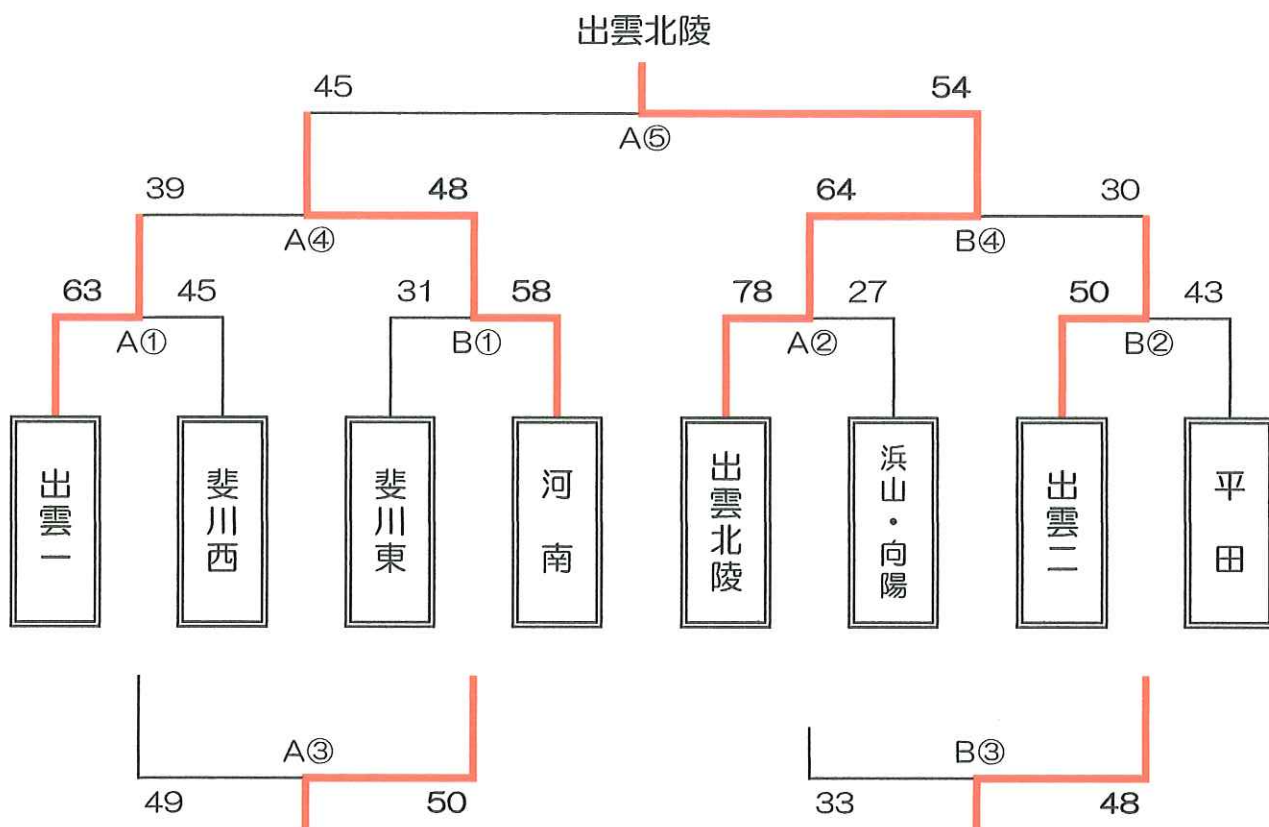 出雲北陵
45
54
A⑤
39
48
64
30
A④
B④
63
45
31
58
78
27
50
43
A①
B①
A②
B②
出雲一
斐川西
斐川東
河南
出雲北陵
浜山・向陽
出雲二
平田
A③
B③
49
50
33
48